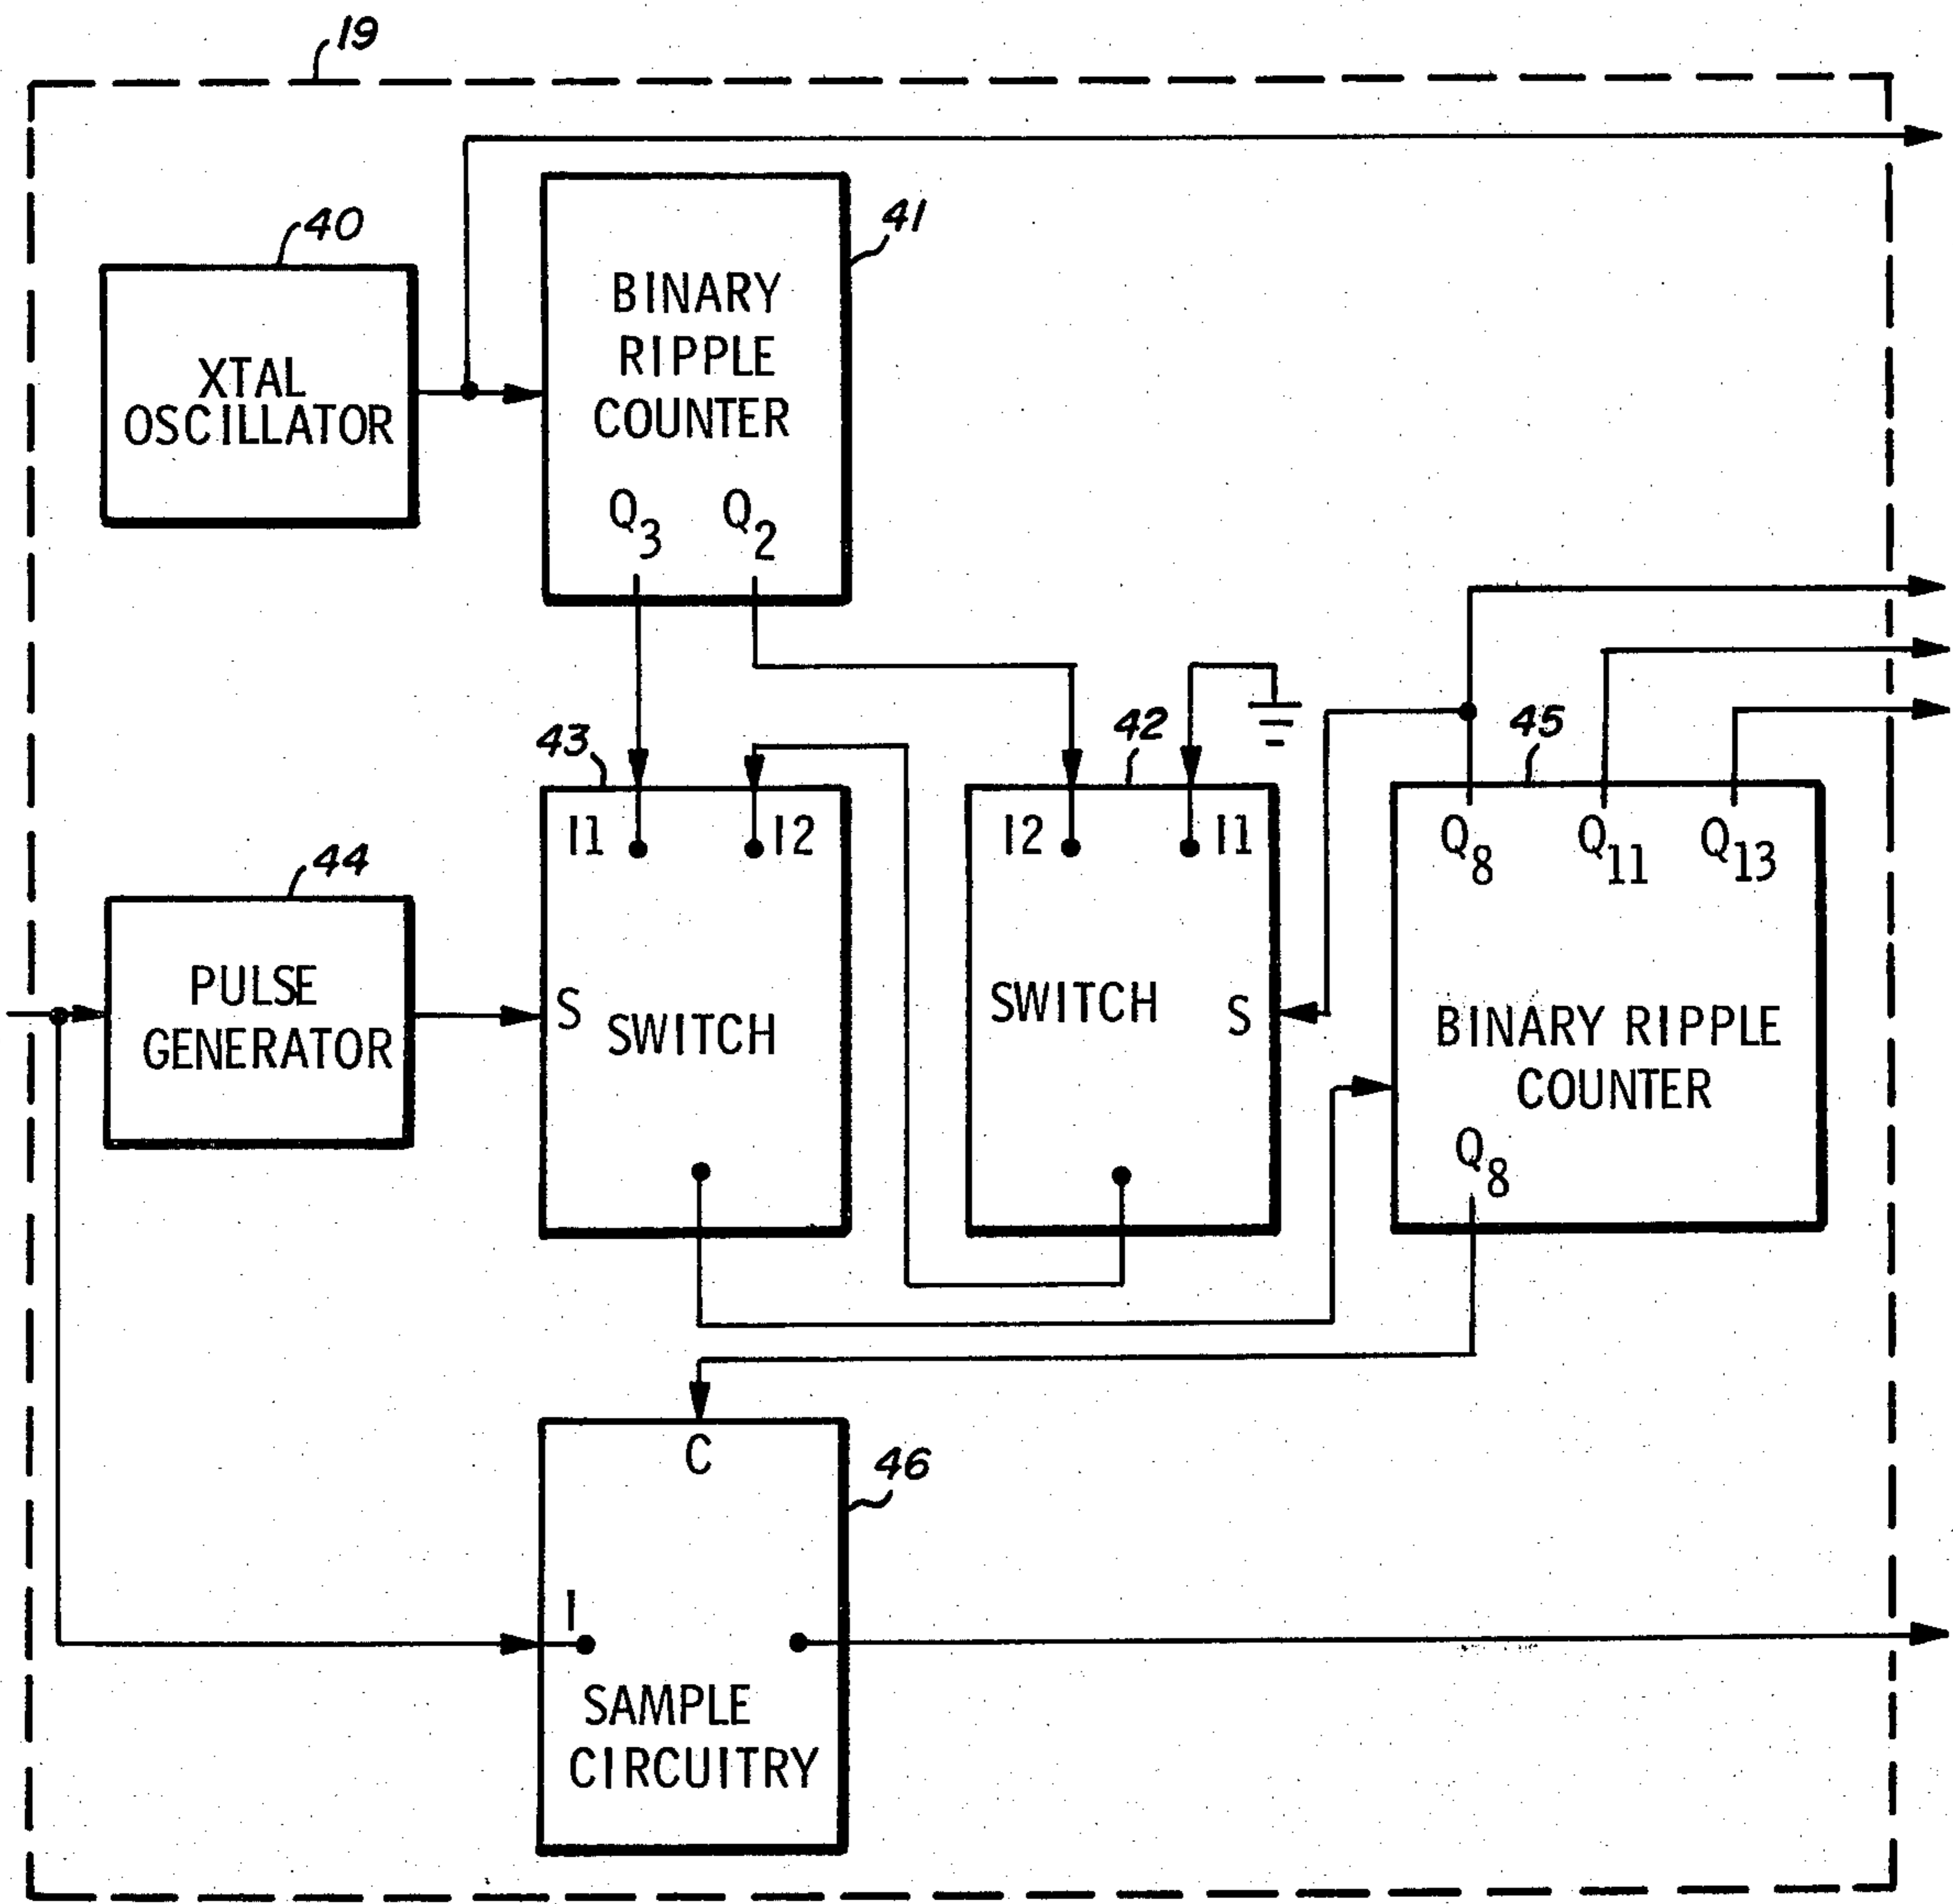 19
40
XTAL
OSCILLATOR
41
BINARY
RIPPLE
COUNTER
Q3 Q2
43
I1 I2
S SWITCH
42
I2 I1
SWITCH S
45
Q8 Q11 Q13
BINARY RIPPLE
COUNTER
Q8
44
PULSE
GENERATOR
46
C
I
SAMPLE
CIRCUITRY